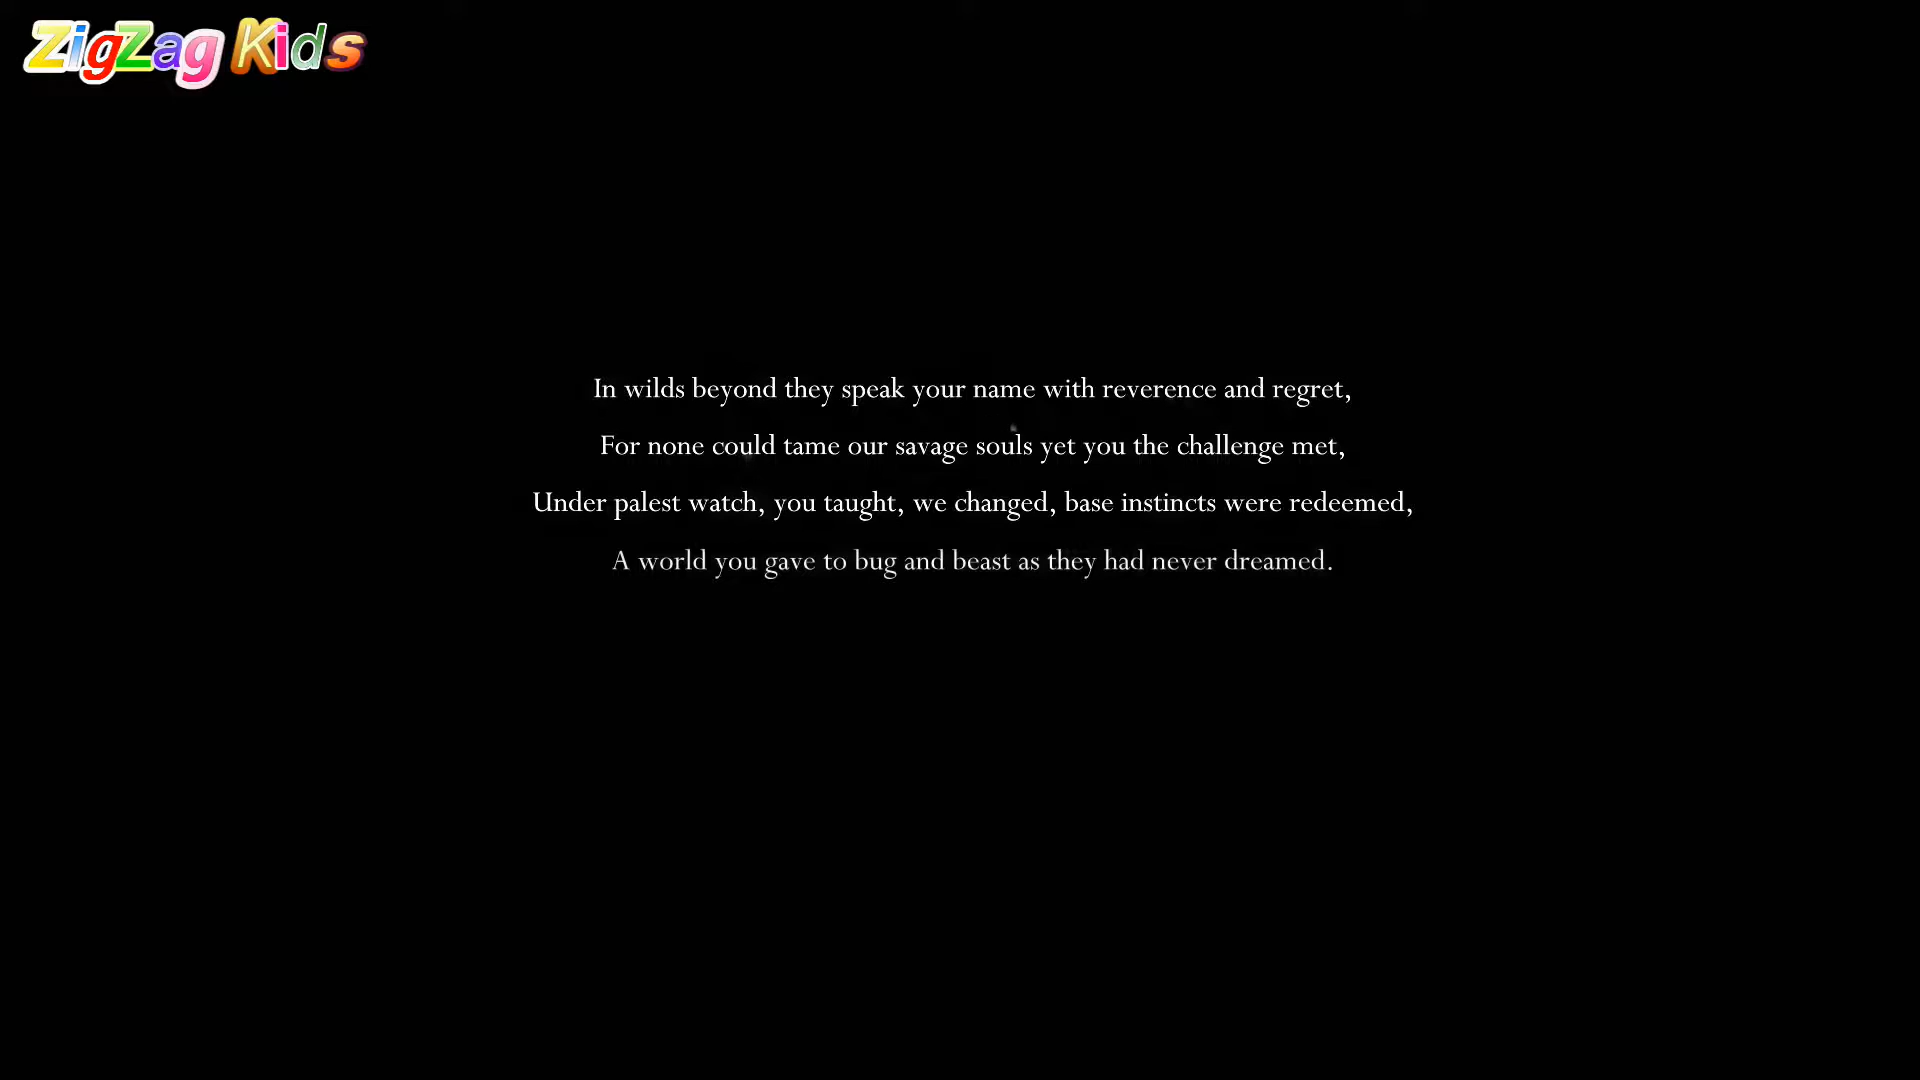 ZigZag Kids
In wilds beyond they speak your name with reverence and regret,
For none could tame our savage souls yet you the challenge met,
Under palest watch, you taught, we changed, base instincts were redeemed,
A world you gave to bug and beast as they had never dreamed.